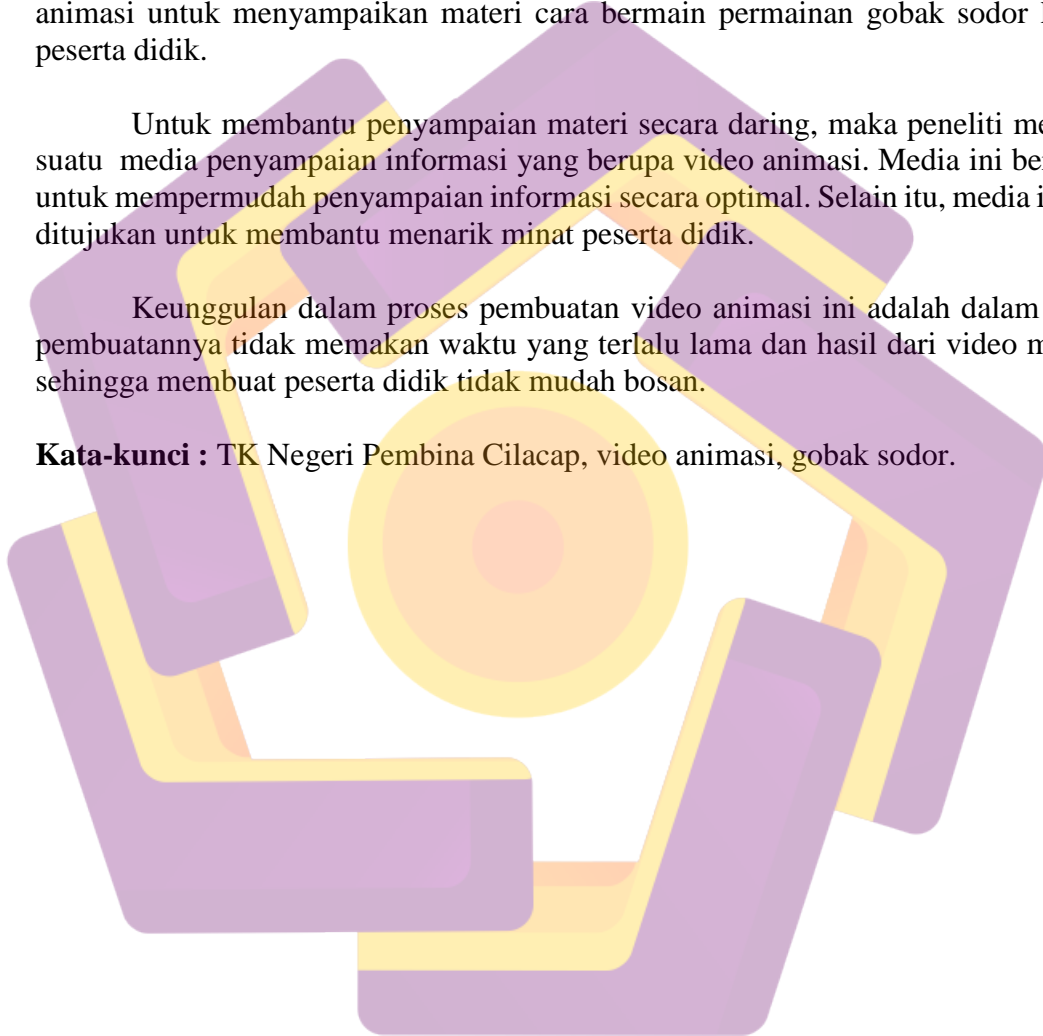 animasi untuk menyampaikan materi cara bermain permainan gobak sodor
peserta didik.
Untuk membantu penyampaian materi secara daring, maka peneliti
suatu media penyampaian informasi yang berupa video animasi. Media ini
untuk mempermudah penyampaian informasi secara optimal. Selain itu, media
ditujukan untuk membantu menarik minat peserta didik.
Keunggulan dalam proses pembuatan video animasi ini adalah dalam
pembuatannya tidak memakan waktu yang terlalu lama dan hasil dari video
sehingga membuat peserta didik tidak mudah bosan.
Kata-kunci : TK Negeri Pembina Cilacap, video animasi, gobak sodor.